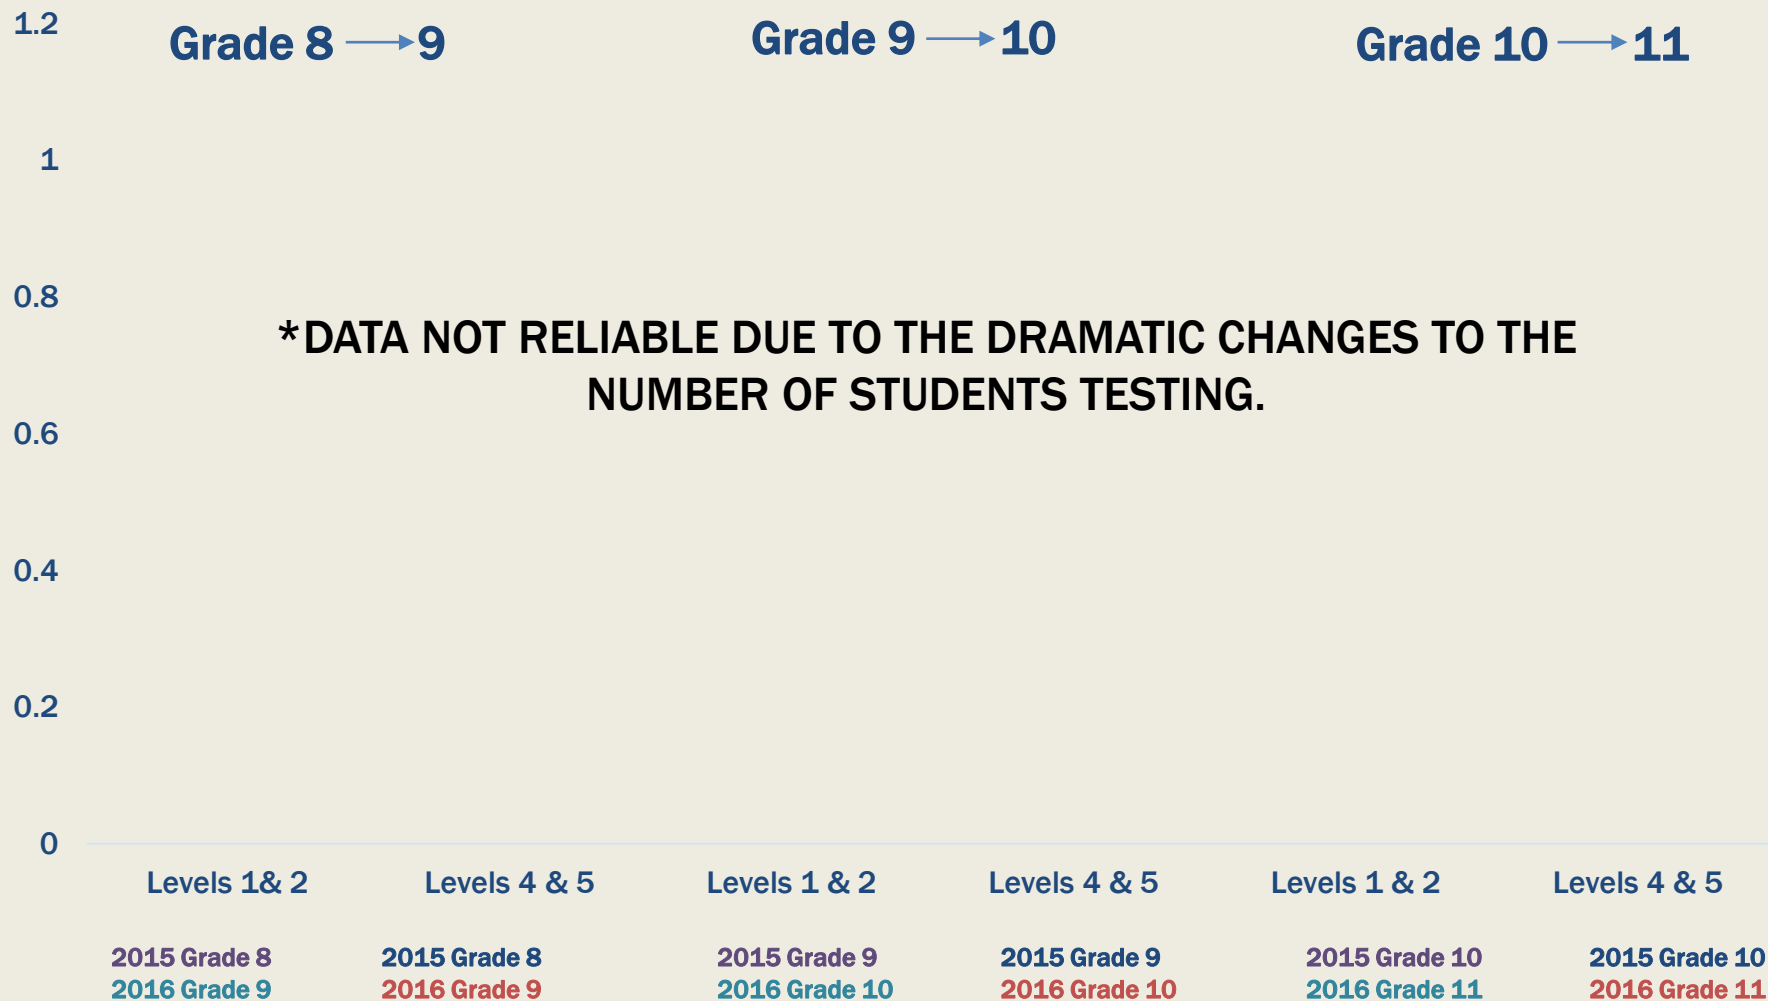 1.2
Grade 8 → 9
Grade 9 → 10
Grade 10 → 11
1
0.8
*DATA NOT RELIABLE DUE TO THE DRAMATIC CHANGES TO THE
NUMBER OF STUDENTS TESTING.
0.6
0.4
0.2
0
Levels 1& 2
Levels 4 & 5
Levels 1 & 2
Levels 4 & 5
Levels 1 & 2
Levels 4 & 5
2015 Grade 8
2016 Grade 9
2015 Grade 8
2016 Grade 9
2015 Grade 9
2016 Grade 10
2015 Grade 9
2016 Grade 10
2015 Grade 10
2016 Grade 11
2015 Grade 10
2016 Grade 11